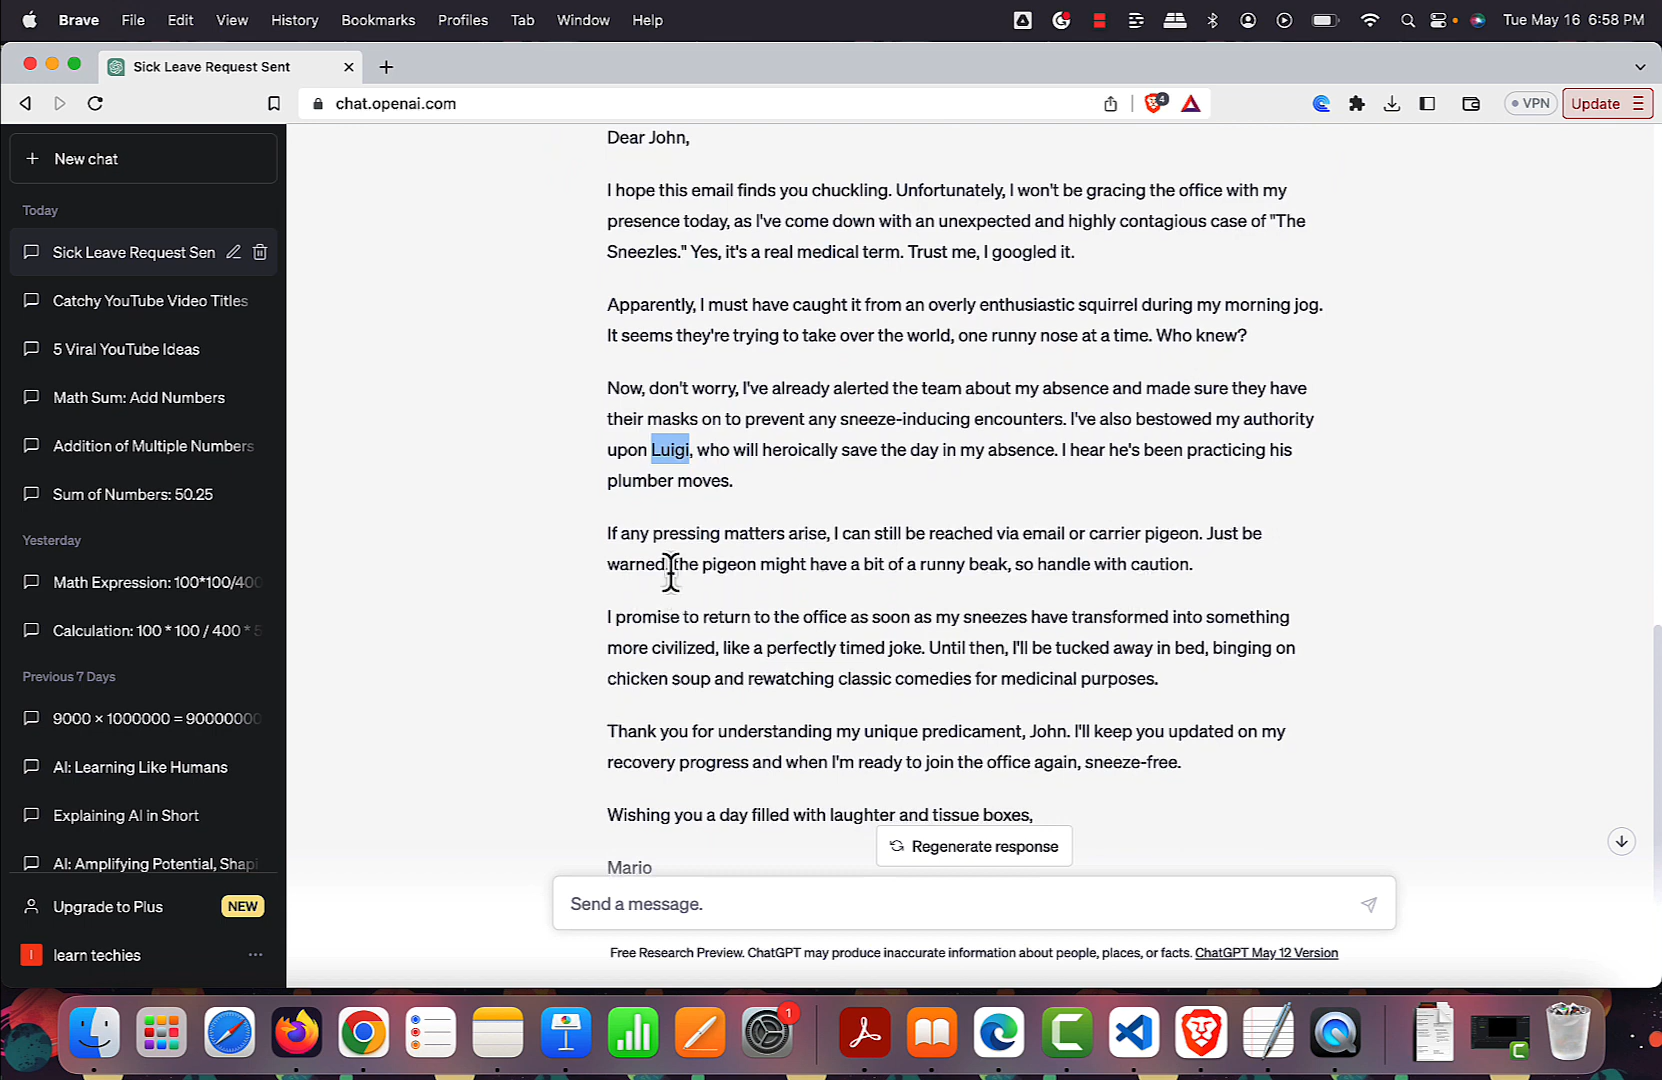 Brave File Edit View History Bookmarks Profiles Tab Window Help Tue May 16 6:58 PM
Sick Leave Request Sent
chat.openai.com 4 VPN Update
New chat
Today
Sick Leave Request Sen
Catchy YouTube Video Titles
5 Viral YouTube Ideas
Math Sum: Add Numbers
Addition of Multiple Numbers
Sum of Numbers: 50.25
Yesterday
Math Expression: 100*100/400
Calculation: 100 * 100 / 400 * 5
Previous 7 Days
9000 × 1000000 = 90000000
AI: Learning Like Humans
Explaining AI in Short
AI: Amplifying Potential, Shapi
Upgrade to Plus NEW
l learn techies
Dear John,
I hope this email finds you chuckling. Unfortunately, I won't be gracing the office with my
presence today, as I've come down with an unexpected and highly contagious case of "The
Sneezles." Yes, it's a real medical term. Trust me, I googled it.
Apparently, I must have caught it from an overly enthusiastic squirrel during my morning jog.
It seems they're trying to take over the world, one runny nose at a time. Who knew?
Now, don't worry, I've already alerted the team about my absence and made sure they have
their masks on to prevent any sneeze-inducing encounters. I've also bestowed my authority
upon Luigi, who will heroically save the day in my absence. I hear he's been practicing his
plumber moves.
If any pressing matters arise, I can still be reached via email or carrier pigeon. Just be
warned, the pigeon might have a bit of a runny beak, so handle with caution.
I promise to return to the office as soon as my sneezes have transformed into something
more civilized, like a perfectly timed joke. Until then, I'll be tucked away in bed, binging on
chicken soup and rewatching classic comedies for medicinal purposes.
Thank you for understanding my unique predicament, John. I'll keep you updated on my
recovery progress and when I'm ready to join the office again, sneeze-free.
Wishing you a day filled with laughter and tissue boxes,
Regenerate response
Mario
Send a message.
Free Research Preview. ChatGPT may produce inaccurate information about people, places, or facts. ChatGPT May 12 Version
1